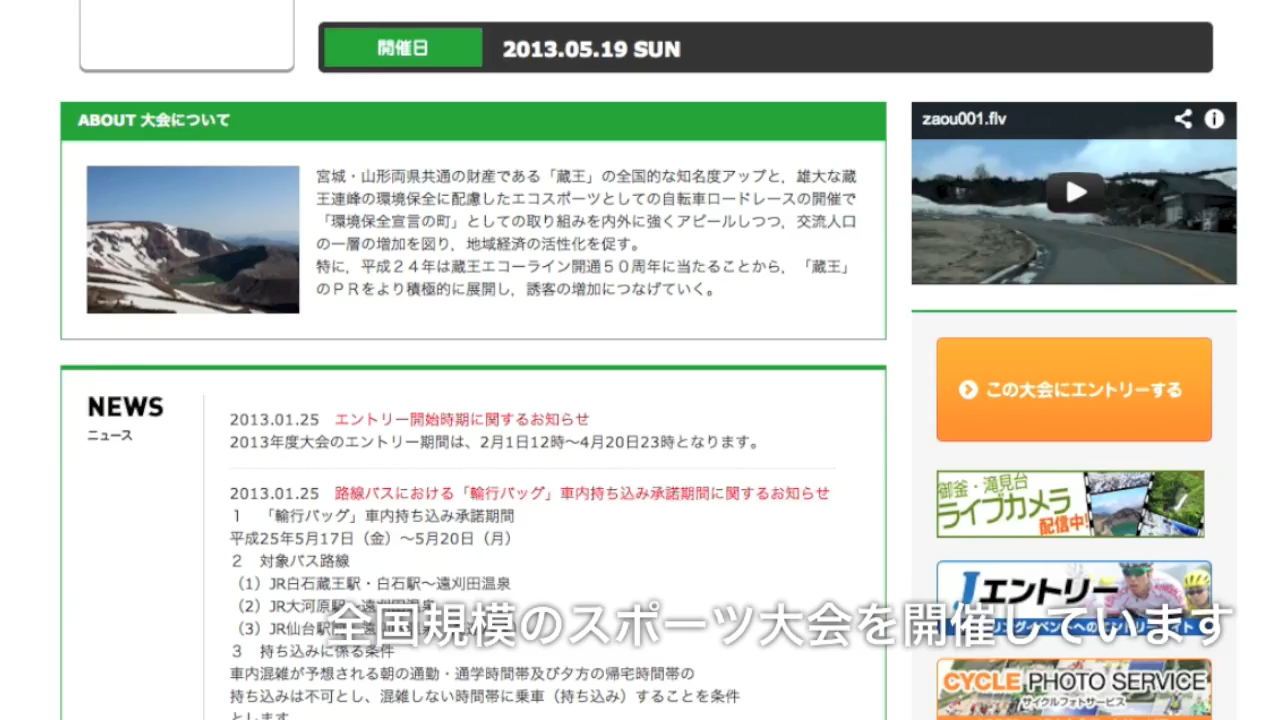 開催日
2013.05.19 SUN
ABOUT 大会について
宮城・山形両県共通の財産である「蔵王」の全国的な知名度アップと，雄大な蔵
王連峰の環境保全に配慮したエコスポーツとしての自転車ロードレースの開催で
「環境保全宣言の町」としての取り組みを内外に強くアピールしつつ，交流人口
の一層の増加を図り，地域経済の活性化を促す。
特に，平成２４年は蔵王エコーライン開通５０周年に当たることから，「蔵王」
のＰＲをより積極的に展開し，誘客の増加につなげていく。
zaou001.flv
この大会にエントリーする
NEWS
ニュース
2013.01.25 エントリー開始時期に関するお知らせ
2013年度大会のエントリー期間は、2月1日12時〜4月20日23時となります。
2013.01.25 路線バスにおける「輪行バッグ」車内持ち込み承諾期間に関するお知らせ
１　「輪行バッグ」車内持ち込み承諾期間
平成25年5月17日（金）〜5月20日（月）
２　対象バス路線
（1）JR白石蔵王駅・白石駅〜遠刈田温泉
（2）JR大河原駅〜遠刈田温泉
（3）JR仙台駅
３　持ち込みに係る条件
車内混雑が予想される朝の通勤・通学時間帯及び夕方の帰宅時間帯の
持ち込みは不可とし、混雑しない時間帯に乗車（持ち込み）することを条件
とします
御釜・滝見台
ライブカメラ
配信中!
エントリー
CYCLE PHOTO SERVICE
サイクルフォトサービス
全国規模のスポーツ大会を開催しています